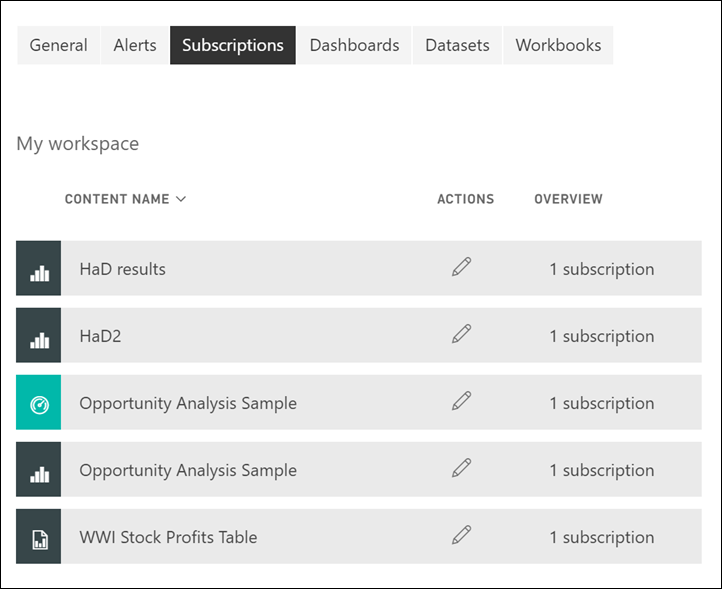 General Alerts Subscriptions Dashboards Datasets Workbooks
My workspace
CONTENT NAME ACTIONS OVERVIEW
HaD results 1 subscription
HaD2 1 subscription
Opportunity Analysis Sample 1 subscription
Opportunity Analysis Sample 1 subscription
WWI Stock Profits Table 1 subscription